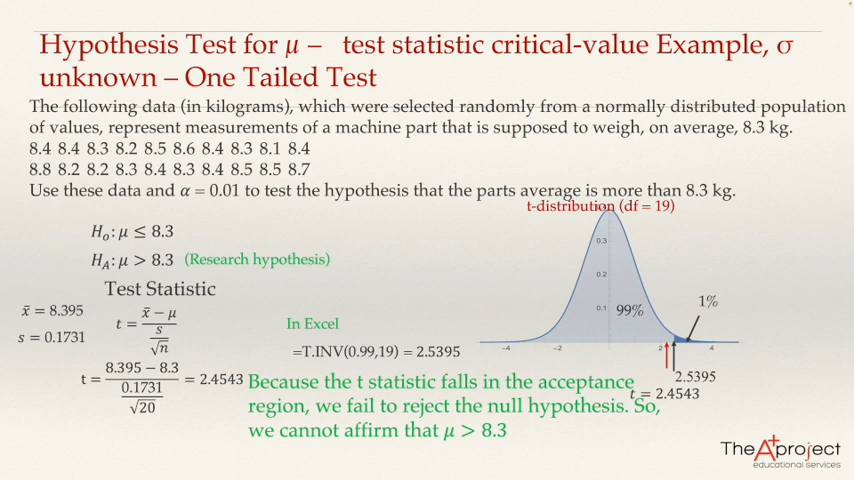 Hypothesis Test for μ – test statistic critical-value Example, σ
unknown – One Tailed Test
The following data (in kilograms), which were selected randomly from a normally distributed population
of values, represent measurements of a machine part that is supposed to weigh, on average, 8.3 kg.
8.4 8.4 8.3 8.2 8.5 8.6 8.4 8.3 8.1 8.4
8.8 8.2 8.2 8.3 8.4 8.3 8.4 8.5 8.5 8.7
Use these data and α = 0.01 to test the hypothesis that the parts average is more than 8.3 kg.
t-distribution (df = 19)
H₀: μ ≤ 8.3
H_A: μ > 8.3 (Research hypothesis)
Test Statistic
x̄ = 8.395
s = 0.1731
t = (x̄ − μ) / (s/√n)
t = (8.395 − 8.3) / (0.1731/√20) = 2.4543
In Excel
=T.INV(0.99,19) = 2.5395
0.3
0.2
0.1
99%
1%
−4 −2 2 4
2.5395
t = 2.4543
Because the t statistic falls in the acceptance
region, we fail to reject the null hypothesis. So,
we cannot affirm that μ > 8.3
The A+ project
educational services